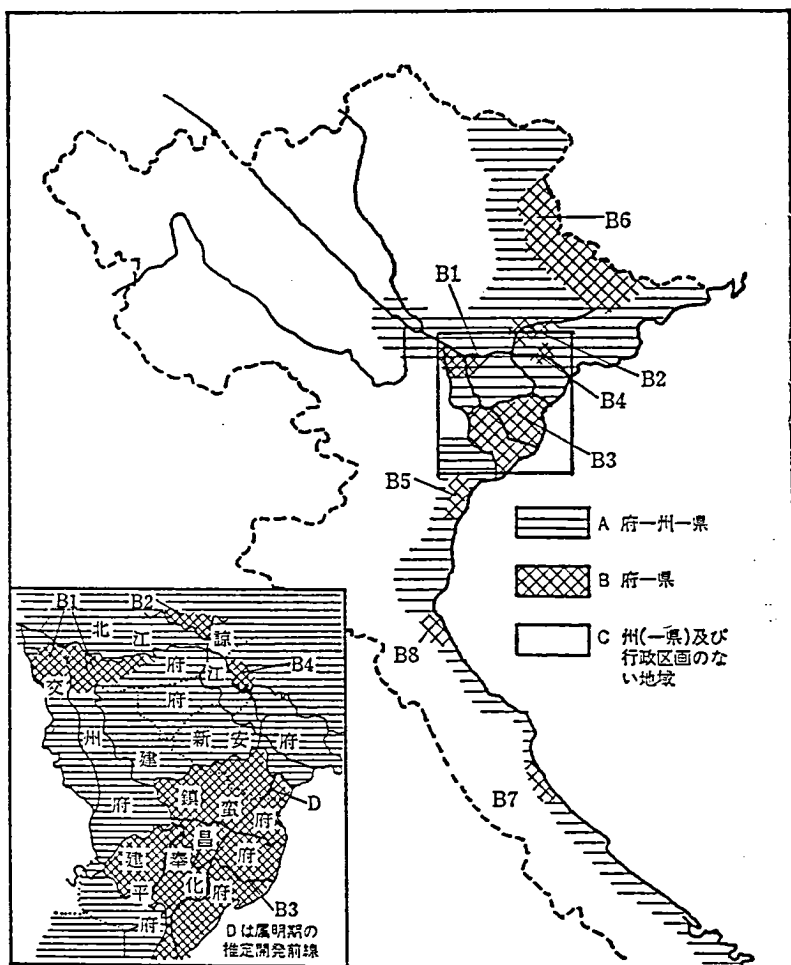 B6
B1
B2
B4
B3
B5
A 府一州一県
B 府一県
C 州(一県)及び
行政区画のな
い地域
B8
B7
B1
B2
北
江
府
諒
江
府
B4
交
州
府
府
新
安
府
建
鎮
蛮
府
D
建
昌
府
奉
化
府
平
府
B3
Dは属明期の
推定開発前線